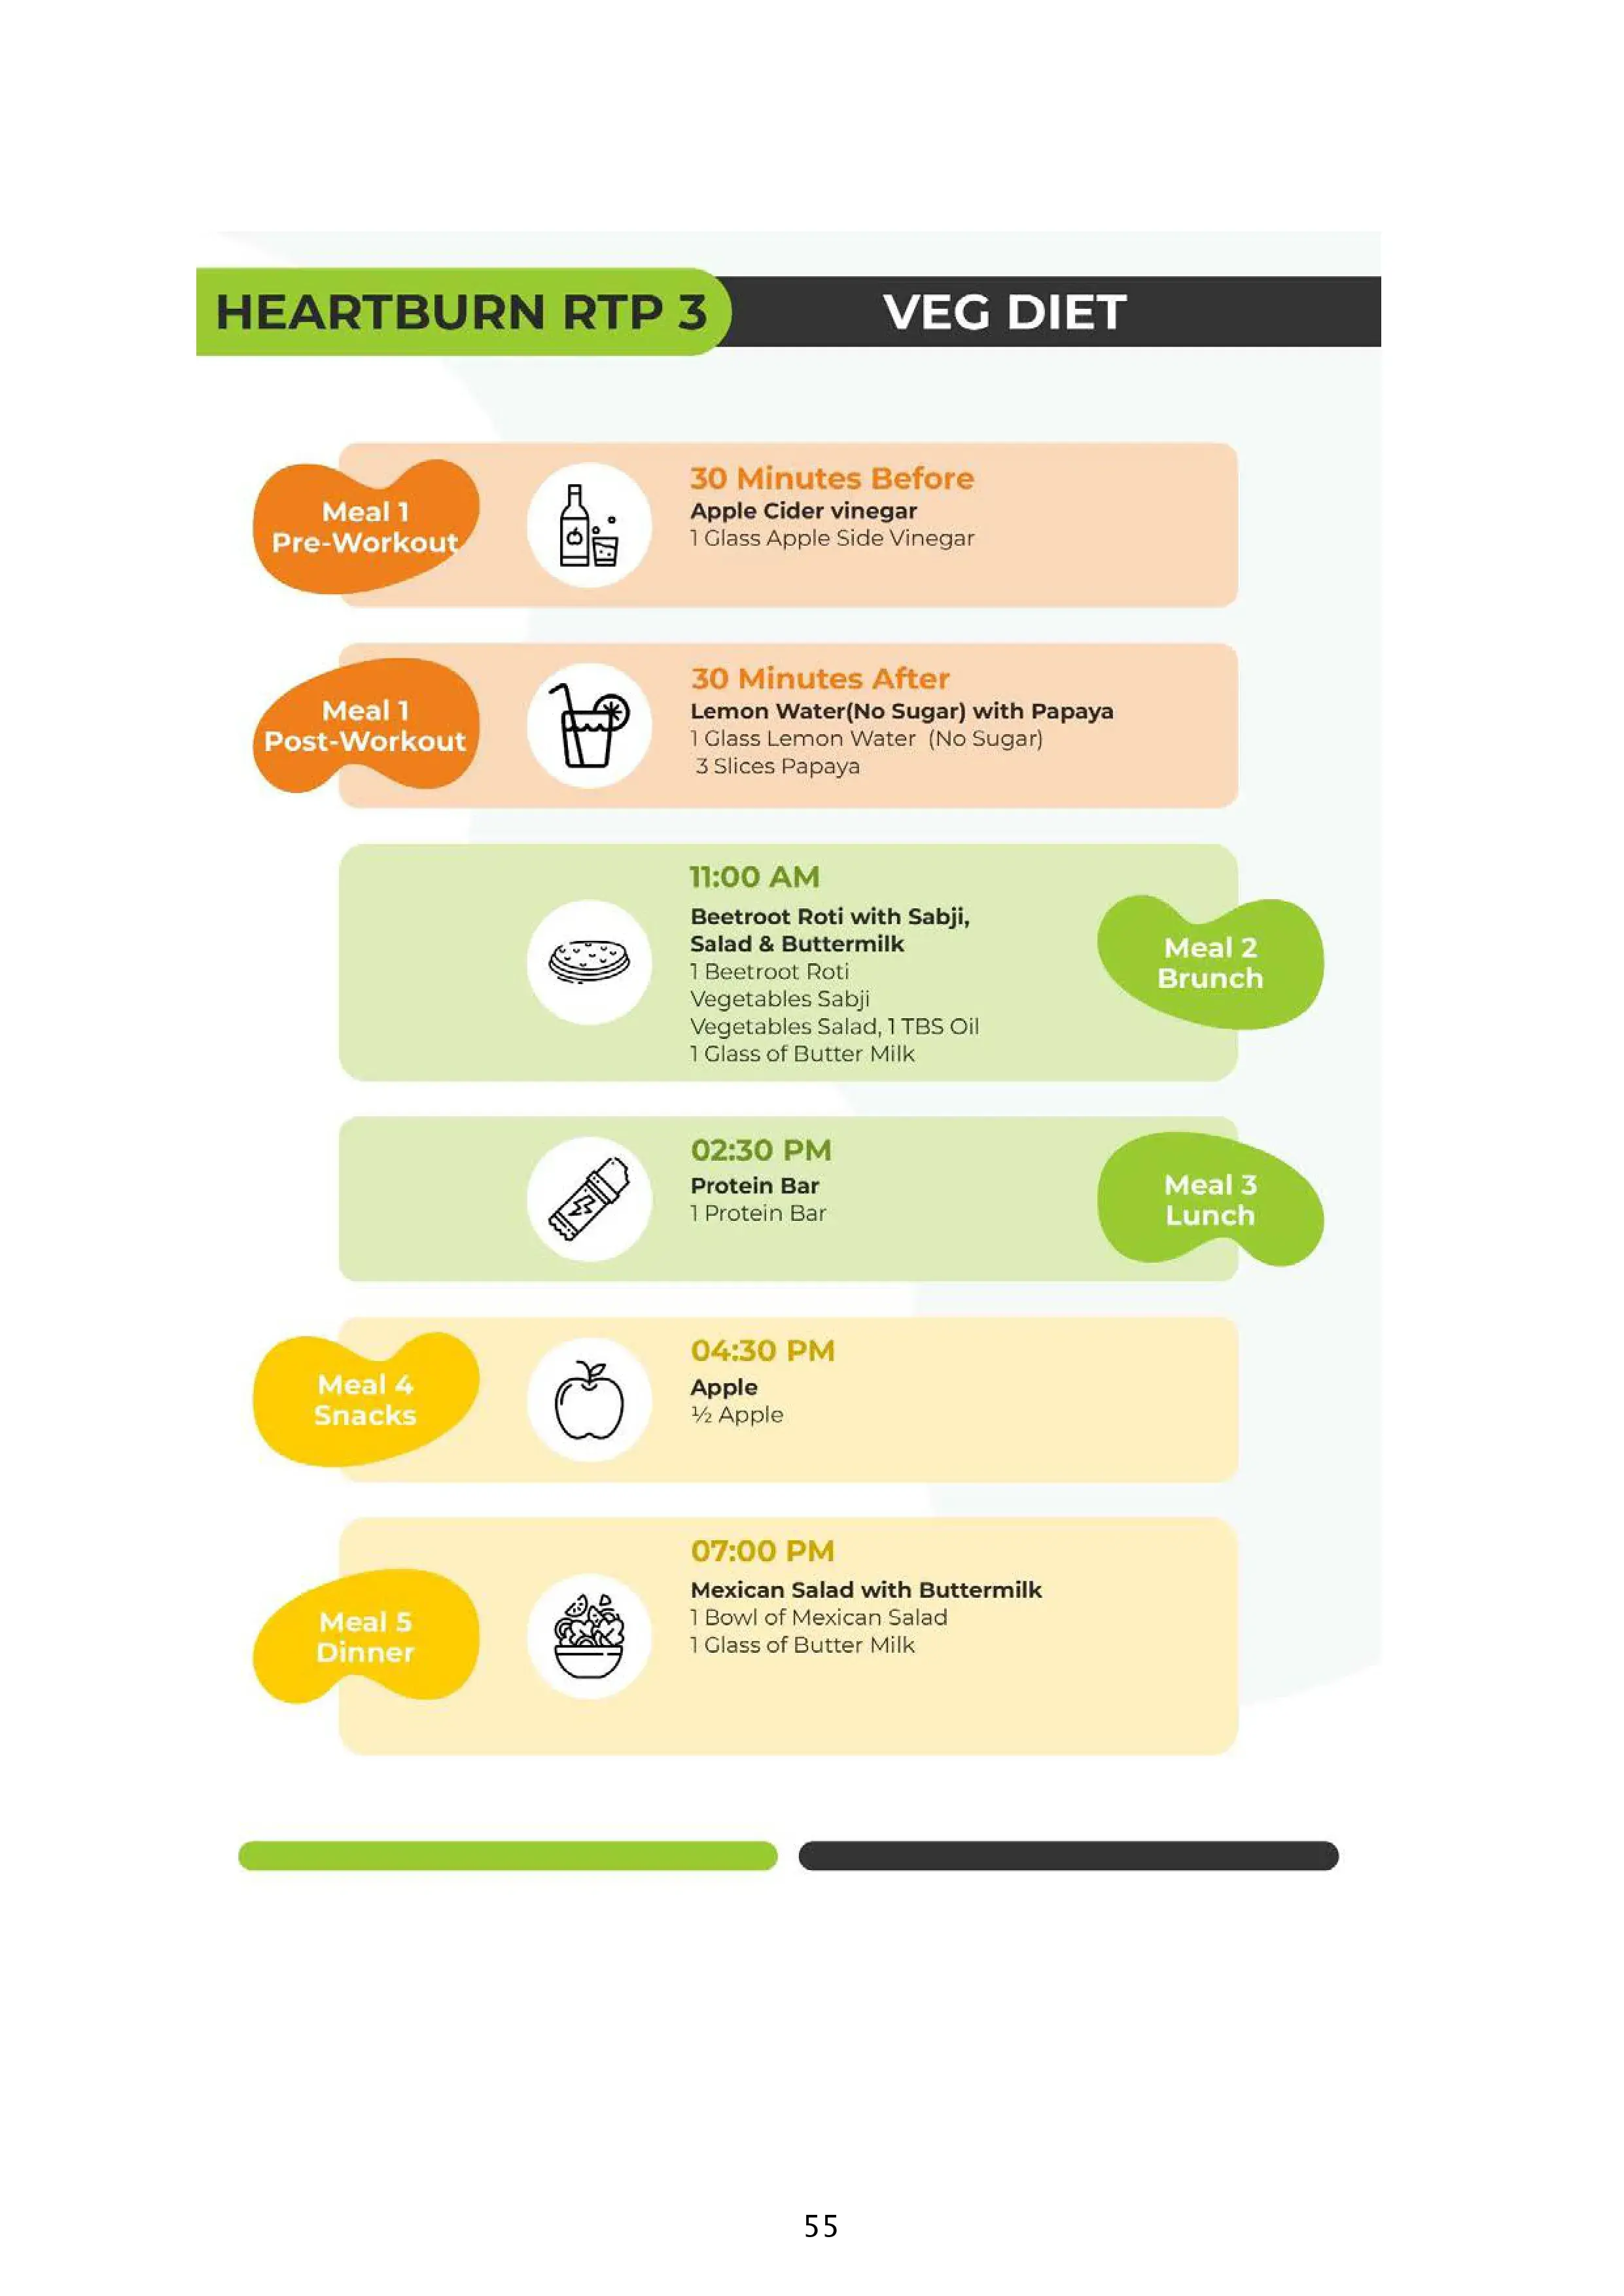 HEARTBURN RTP 3
VEG DIET
Meal 1
Pre-Workout
30 Minutes Before
Apple Cider vinegar
1 Glass Apple Side Vinegar
Meal 1
Post-Workout
30 Minutes After
Lemon Water(No Sugar) with Papaya
1 Glass Lemon Water (No Sugar)
3 Slices Papaya
11:00 AM
Beetroot Roti with Sabji,
Salad & Buttermilk
1 Beetroot Roti
Vegetables Sabji
Vegetables Salad, 1 TBS Oil
1 Glass of Butter Milk
Meal 2
Brunch
02:30 PM
Protein Bar
1 Protein Bar
Meal 3
Lunch
Meal 4
Snacks
04:30 PM
Apple
½ Apple
Meal 5
Dinner
07:00 PM
Mexican Salad with Buttermilk
1 Bowl of Mexican Salad
1 Glass of Butter Milk
55